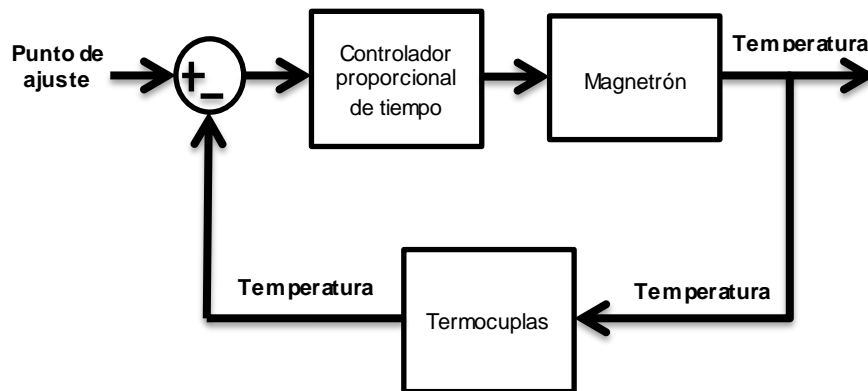 Punto de
ajuste
+
−
Controlador
proporcional
de tiempo
Magnetrón
Temperatura
Temperatura
Termocuplas
Temperatura